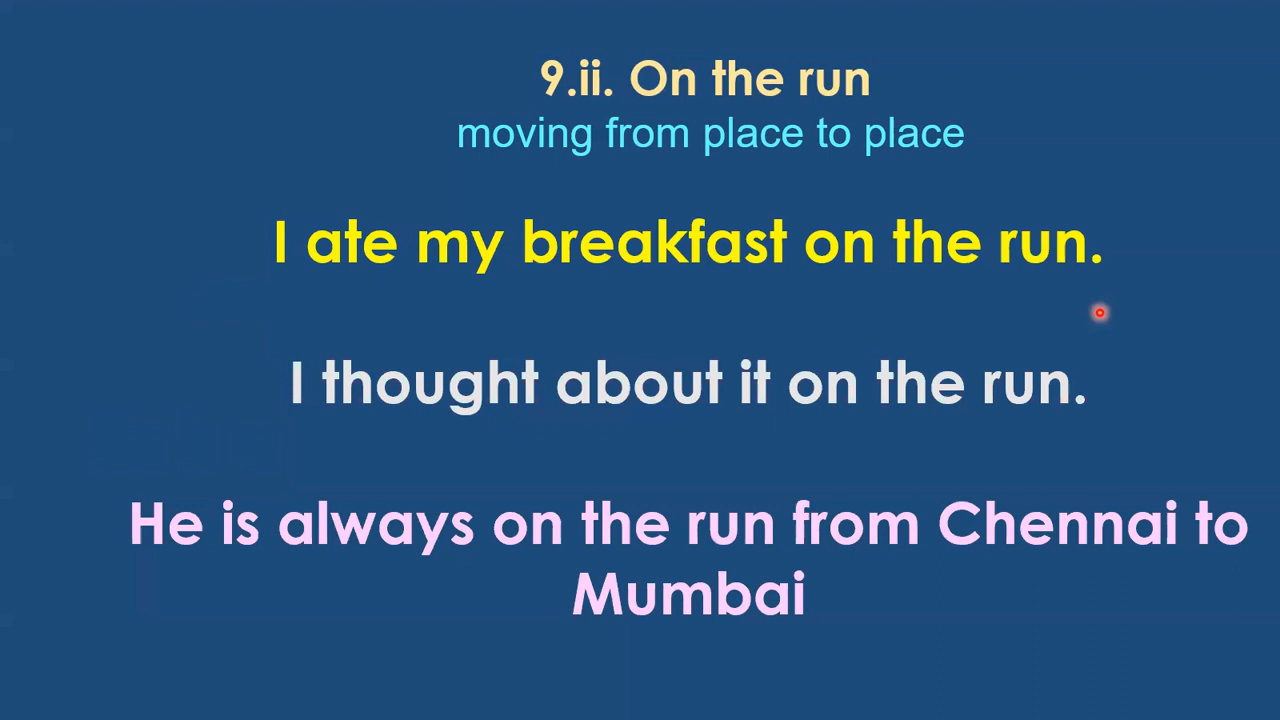 9.ii. On the run
moving from place to place
I ate my breakfast on the run.
I thought about it on the run.
He is always on the run from Chennai to
Mumbai